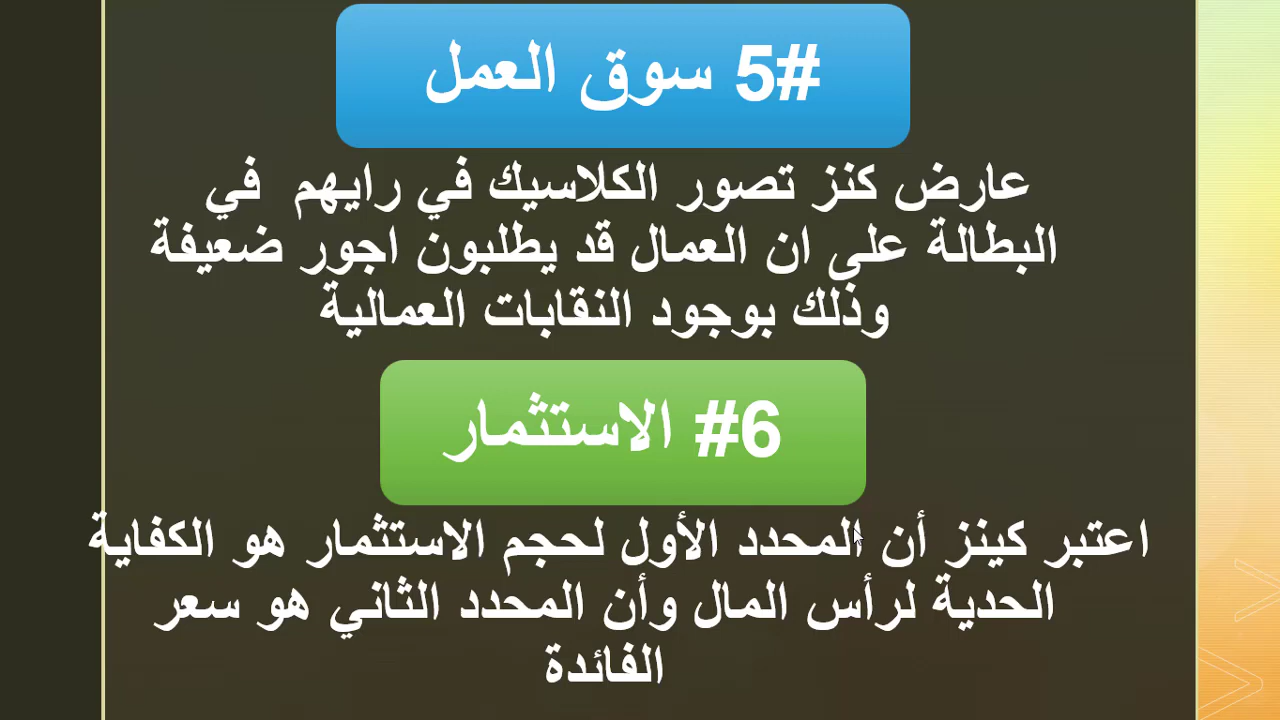 #5 سوق العمل
عارض كنز تصور الكلاسيك في رايهم في
البطالة على ان العمال قد يطلبون اجور ضعيفة
وذلك بوجود النقابات العمالية
#6 الاستثمار
اعتبر كينز أن المحدد الأول لحجم الاستثمار هو الكفاية
الحدية لرأس المال وأن المحدد الثاني هو سعر
الفائدة